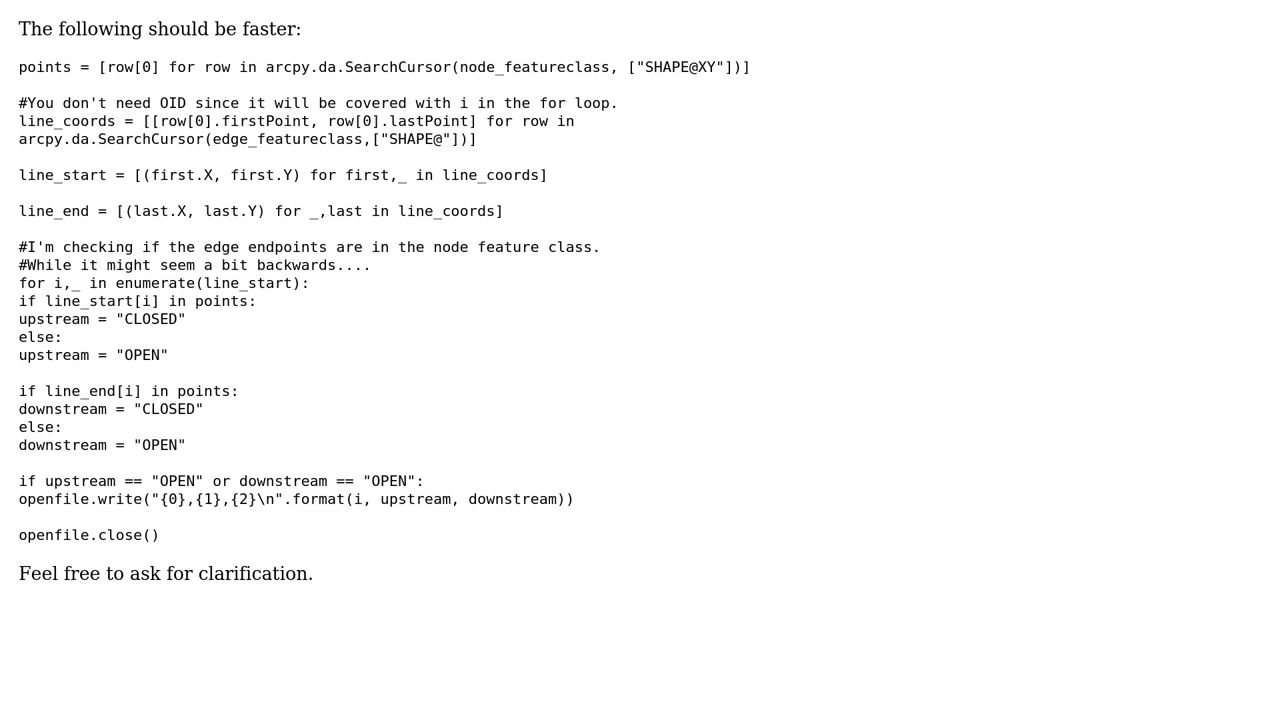 The following should be faster:
points = [row[0] for row in arcpy.da.SearchCursor(node_featureclass, ["SHAPE@XY"])]
#You don't need OID since it will be covered with i in the for loop.
line_coords = [[row[0].firstPoint, row[0].lastPoint] for row in
arcpy.da.SearchCursor(edge_featureclass,["SHAPE@"])]
line_start = [(first.X, first.Y) for first,_ in line_coords]
line_end = [(last.X, last.Y) for _,last in line_coords]
#I'm checking if the edge endpoints are in the node feature class.
#While it might seem a bit backwards....
for i,_ in enumerate(line_start):
if line_start[i] in points:
upstream = "CLOSED"
else:
upstream = "OPEN"
if line_end[i] in points:
downstream = "CLOSED"
else:
downstream = "OPEN"
if upstream == "OPEN" or downstream == "OPEN":
openfile.write("{0},{1},{2}\n".format(i, upstream, downstream))
openfile.close()
Feel free to ask for clarification.